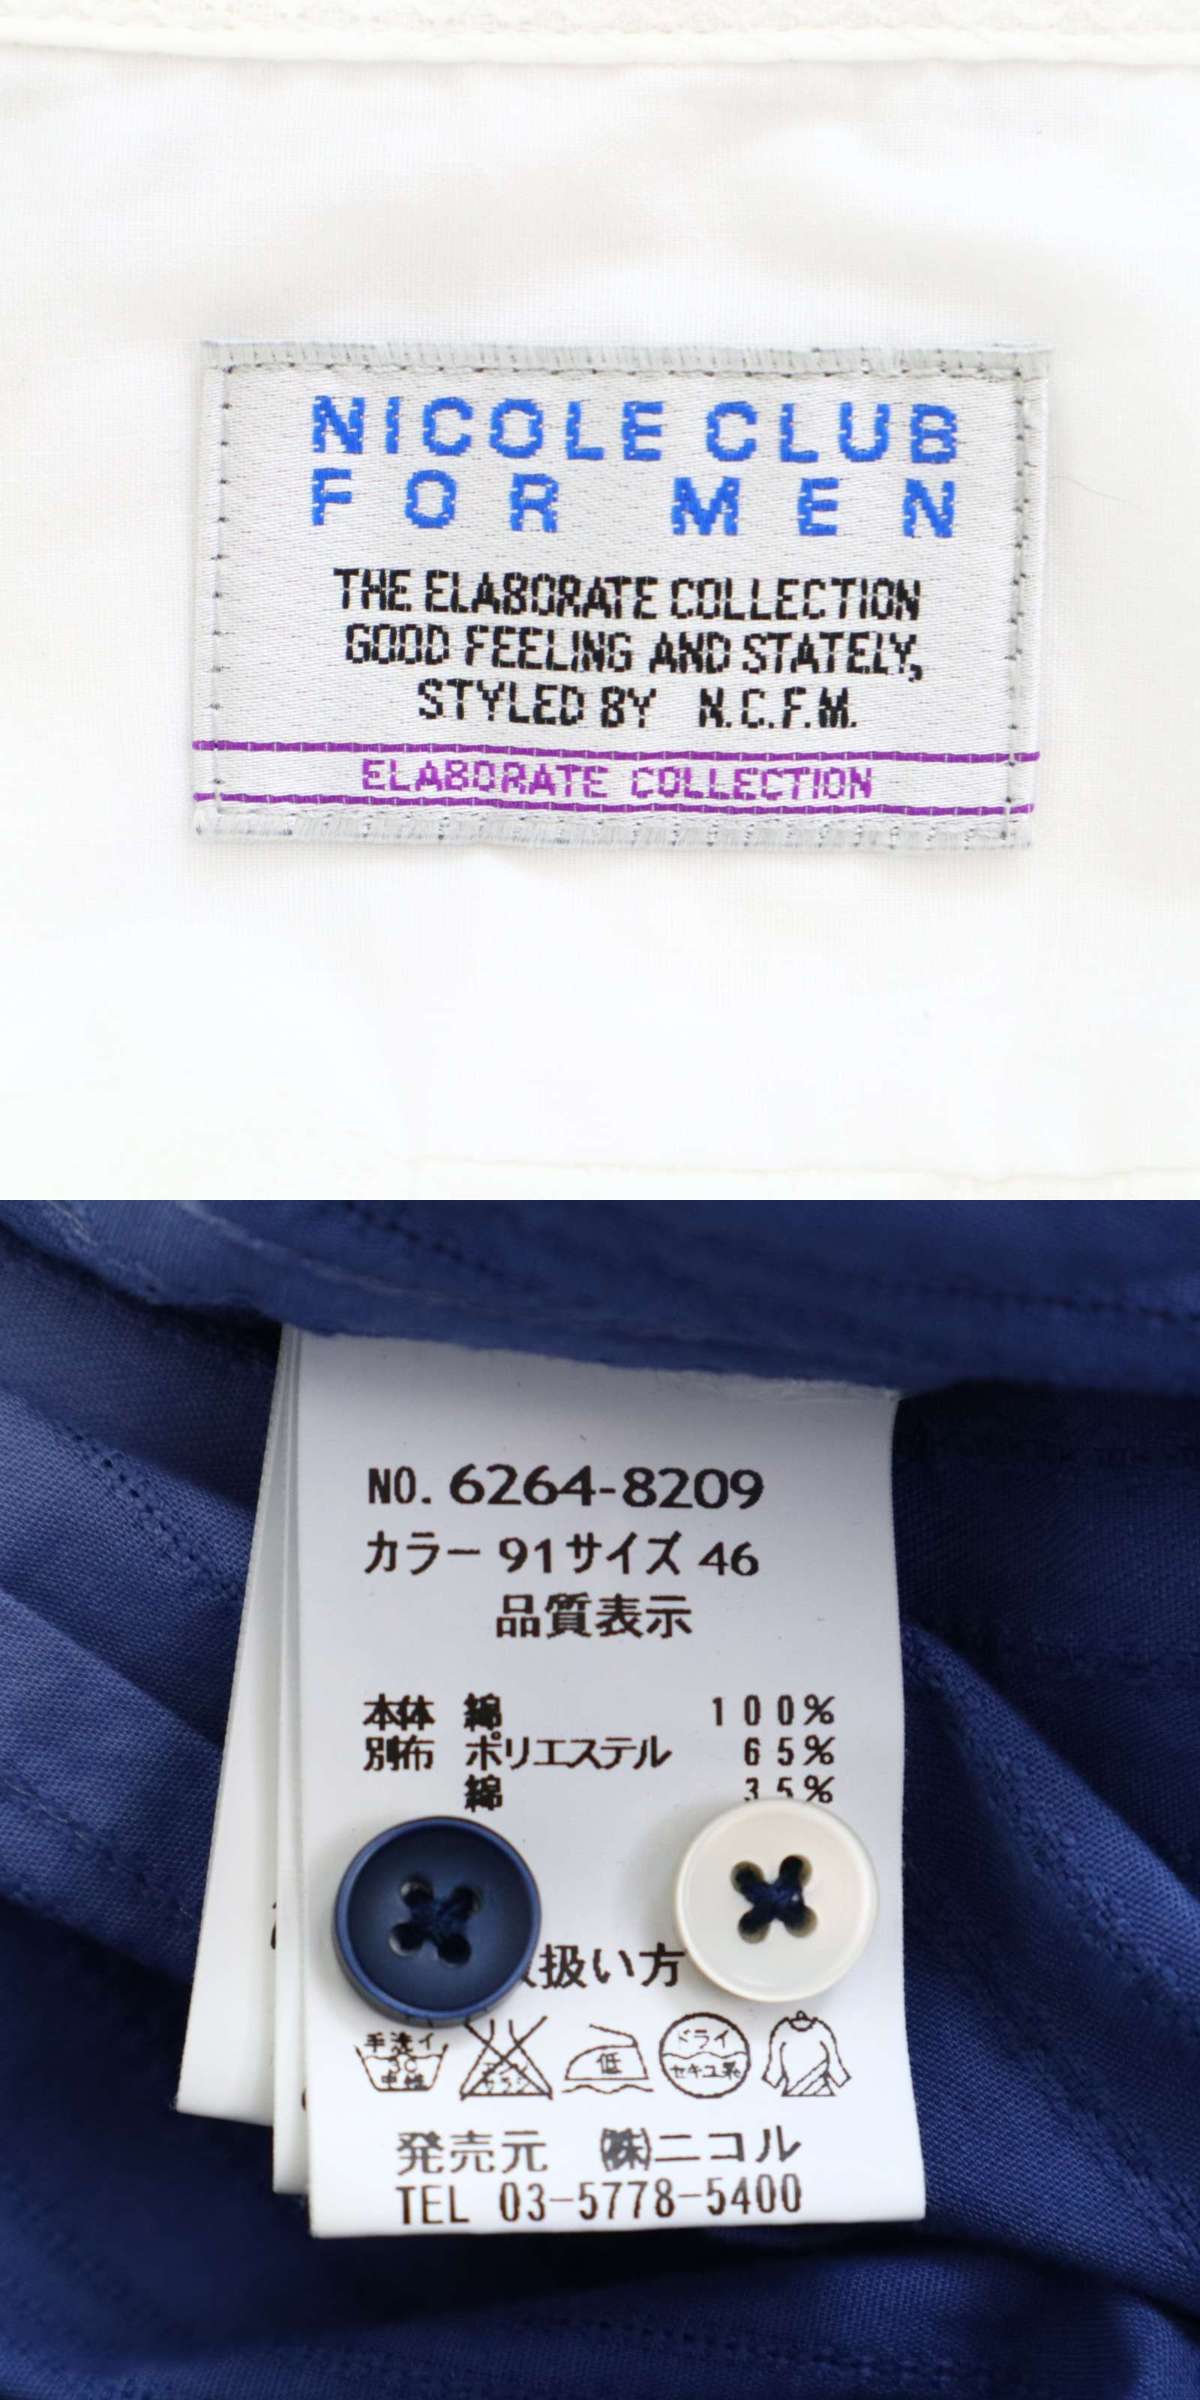 NICOLE CLUB
FOR MEN
THE ELABORATE COLLECTION
GOOD FEELING AND STATELY,
STYLED BY N.C.F.M.
ELABORATE COLLECTION
NO. 6264-8209
カラー 91 サイズ 46
品質表示
本体 綿 100%
別布 ポリエステル 65%
綿 35%
扱い方
手洗イ
低
ドライ
セキユ系
発売元 ㈱ニコル
TEL 03-5778-5400